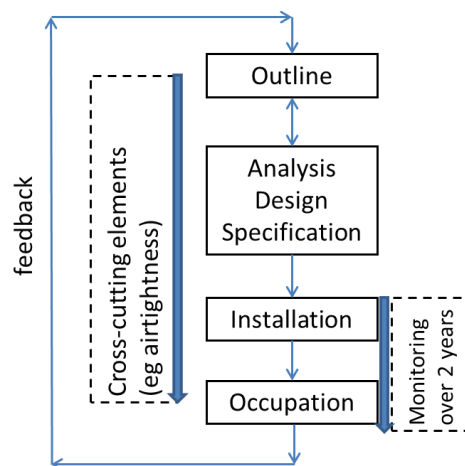 Outline
Analysis
Design
Specification
Installation
Occupation
feedback
Cross-cutting elements
(eg airtightness)
Monitoring
over 2 years